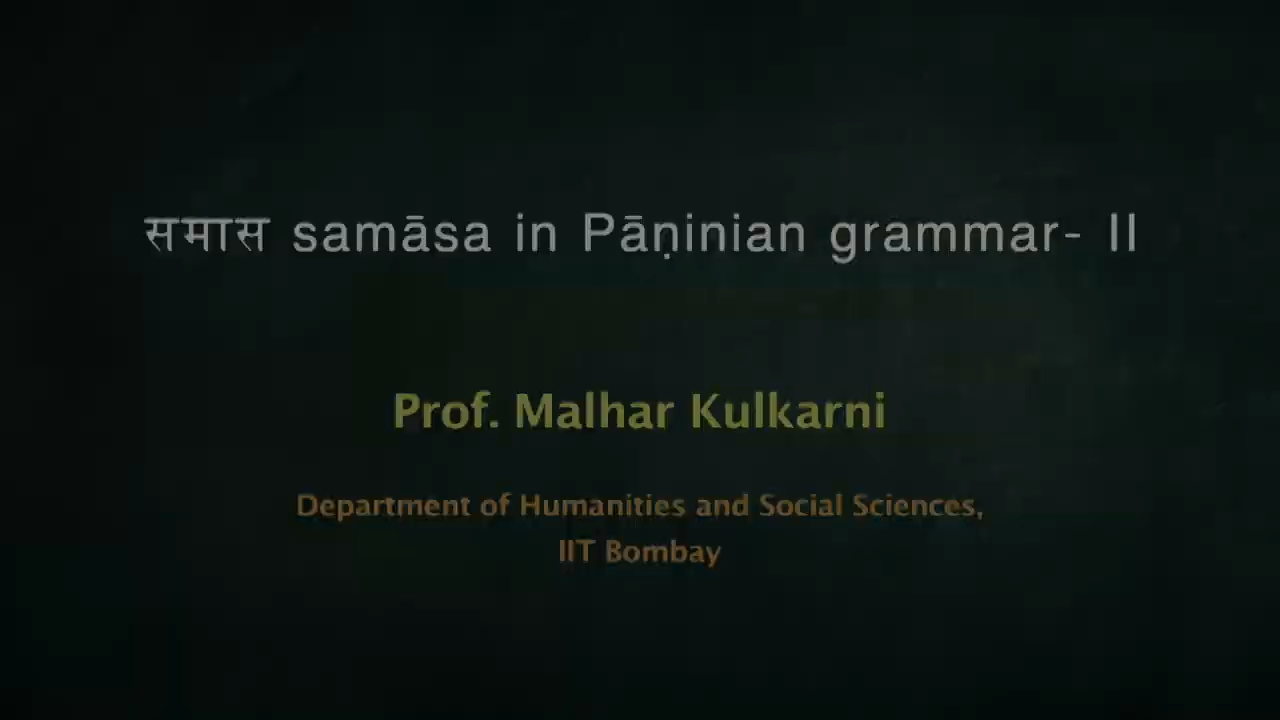 समास samāsa in Pāṇinian grammar- II
Prof. Malhar Kulkarni
Department of Humanities and Social Sciences,
IIT Bombay